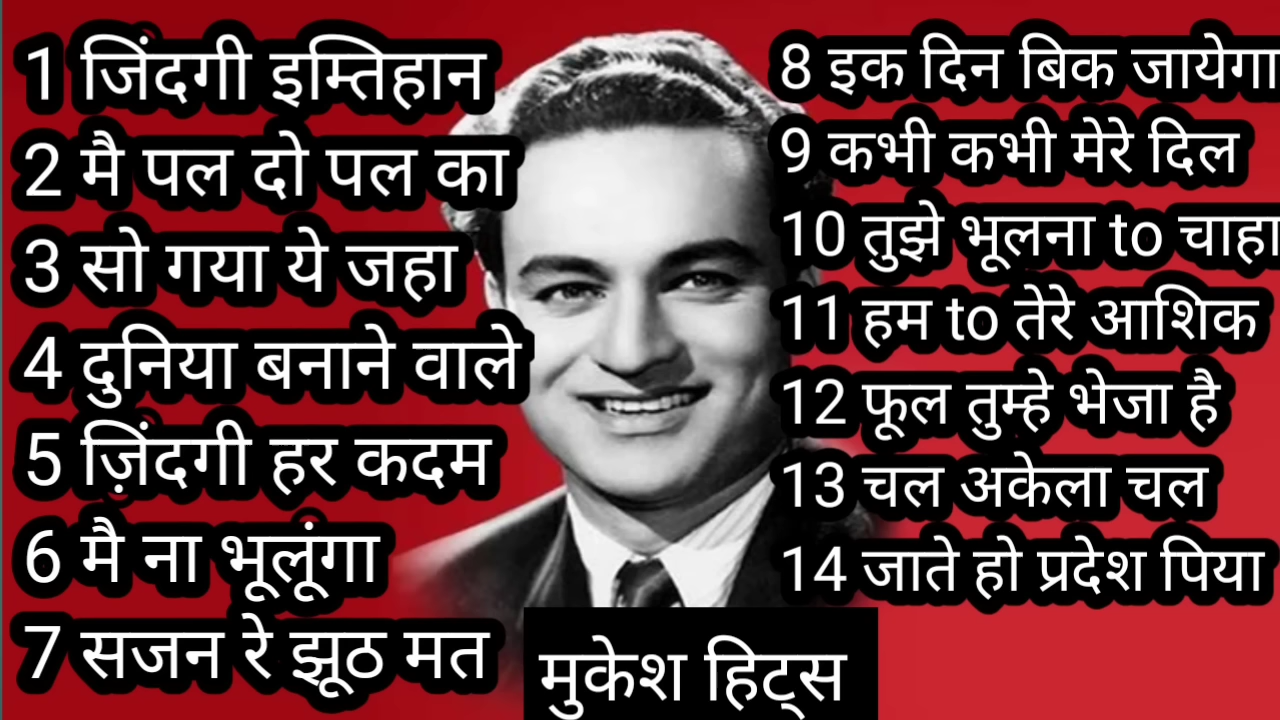 1 जिंदगी इम्तिहान
2 मै पल दो पल का
3 सो गया ये जहा
4 दुनिया बनाने वाले
5 ज़िंदगी हर कदम
6 मै ना भूलूंगा
7 सजन रे झूठ मत
8 इक दिन बिक जायेगा
9 कभी कभी मेरे दिल
10 तुझे भूलना to चाहा
11 हम to तेरे आशिक
12 फूल तुम्हे भेजा है
13 चल अकेला चल
14 जाते हो प्रदेश पिया
मुकेश हिट्स